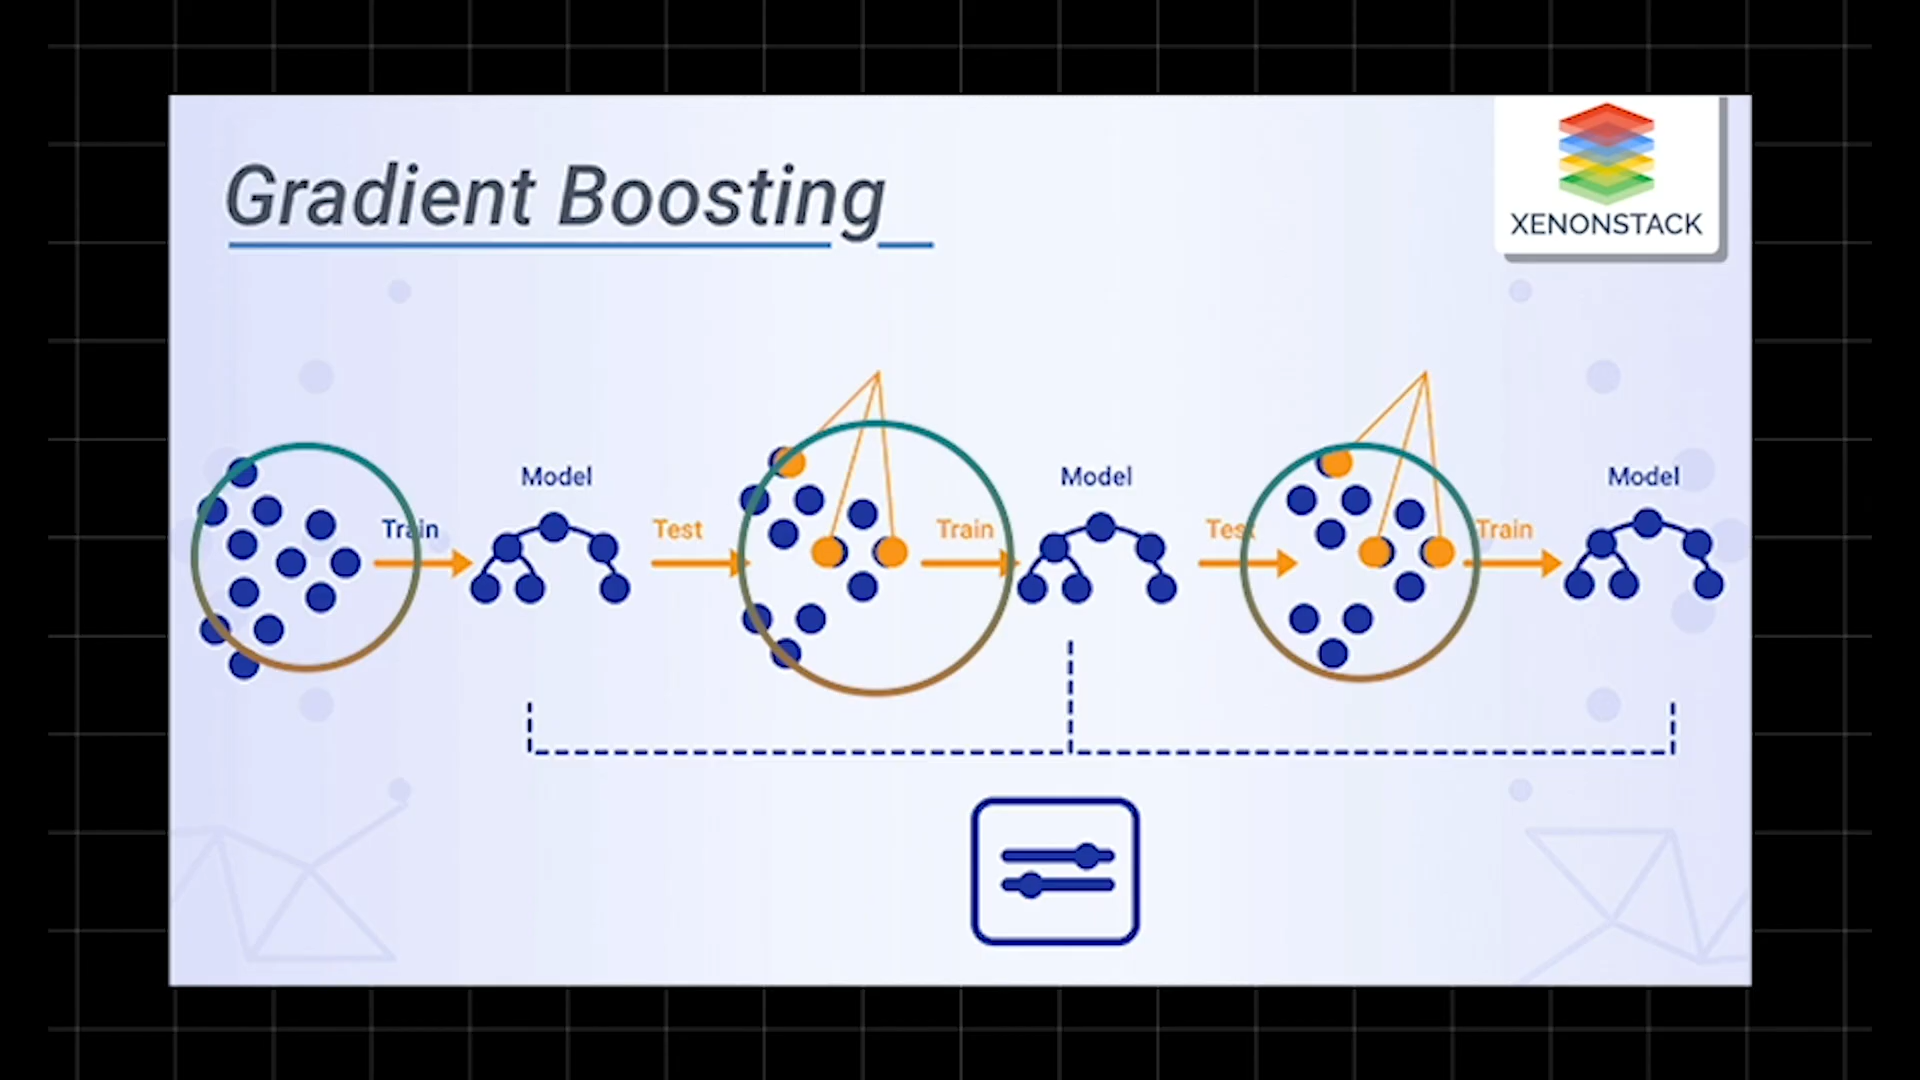 Gradient Boosting
XENONSTACK
Model
Model
Model
Train
Test
Train
Test
Train